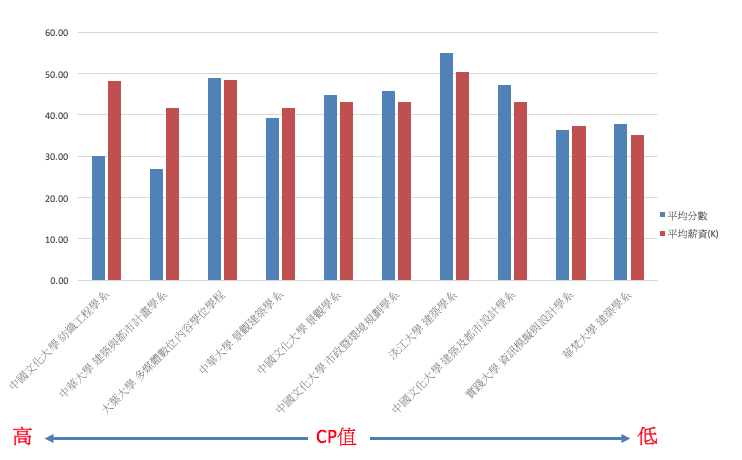 60.00
50.00
40.00
30.00
20.00
10.00
0.00
平均分數
平均薪資(K)
中國文化大學 紡織工程學系
中華大學 建築與都市計畫學系
大葉大學 多媒體數位內容學位學程
中華大學 景觀建築學系
中國文化大學 景觀學系
中國文化大學 市政暨環境規劃學系
淡江大學 建築學系
中國文化大學 建築及都市設計學系
實踐大學 資訊模擬與設計學系
華梵大學 建築學系
高 CP值 低